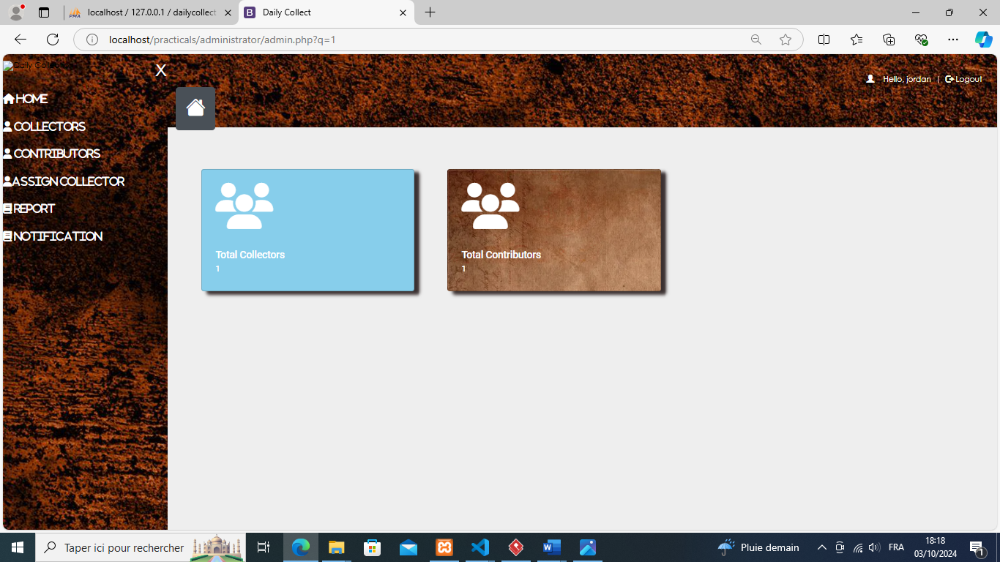 localhost / 127.0.0.1 / dailycollect
Daily Collect
localhost/practicals/administrator/admin.php?q=1
Daily Collect
X
Hello, jordan | Logout
HOME
COLLECTORS
CONTRIBUTORS
ASSIGN COLLECTOR
REPORT
NOTIFICATION
Total Collectors
1
Total Contributors
1
Taper ici pour rechercher
Pluie demain
FRA
18:18
03/10/2024
1